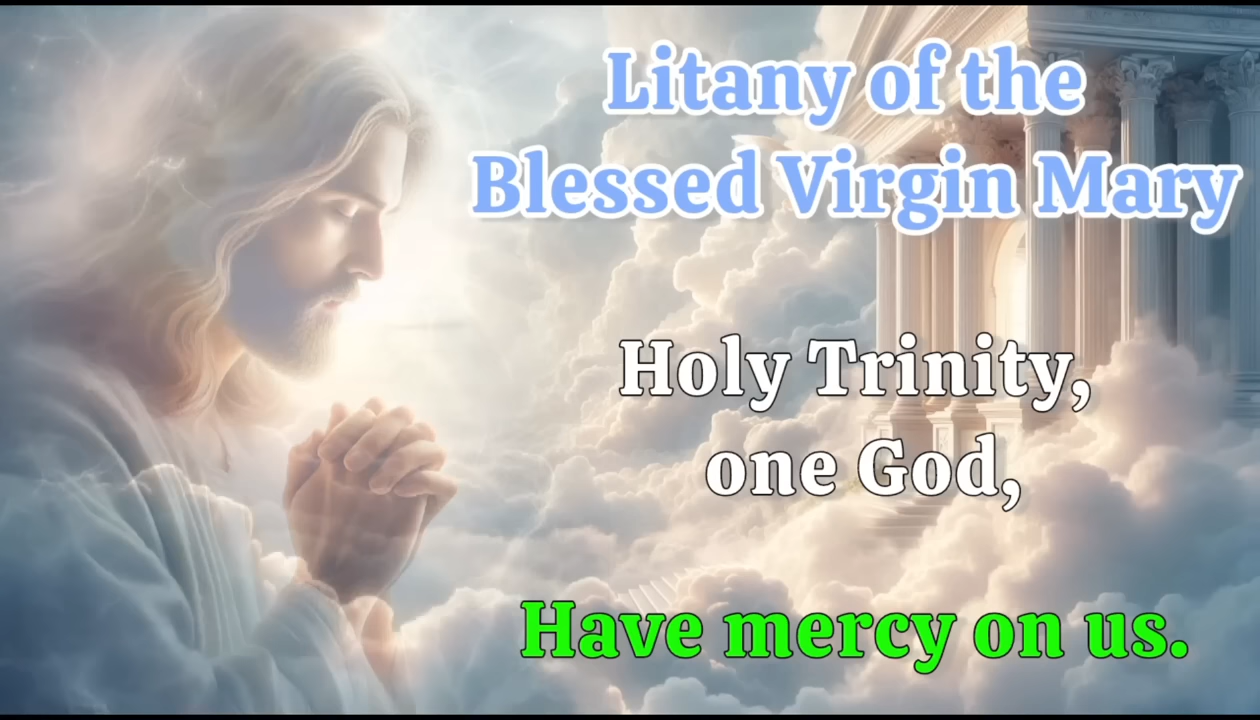 Litany of the
Blessed Virgin Mary
Holy Trinity,
one God,
Have mercy on us.